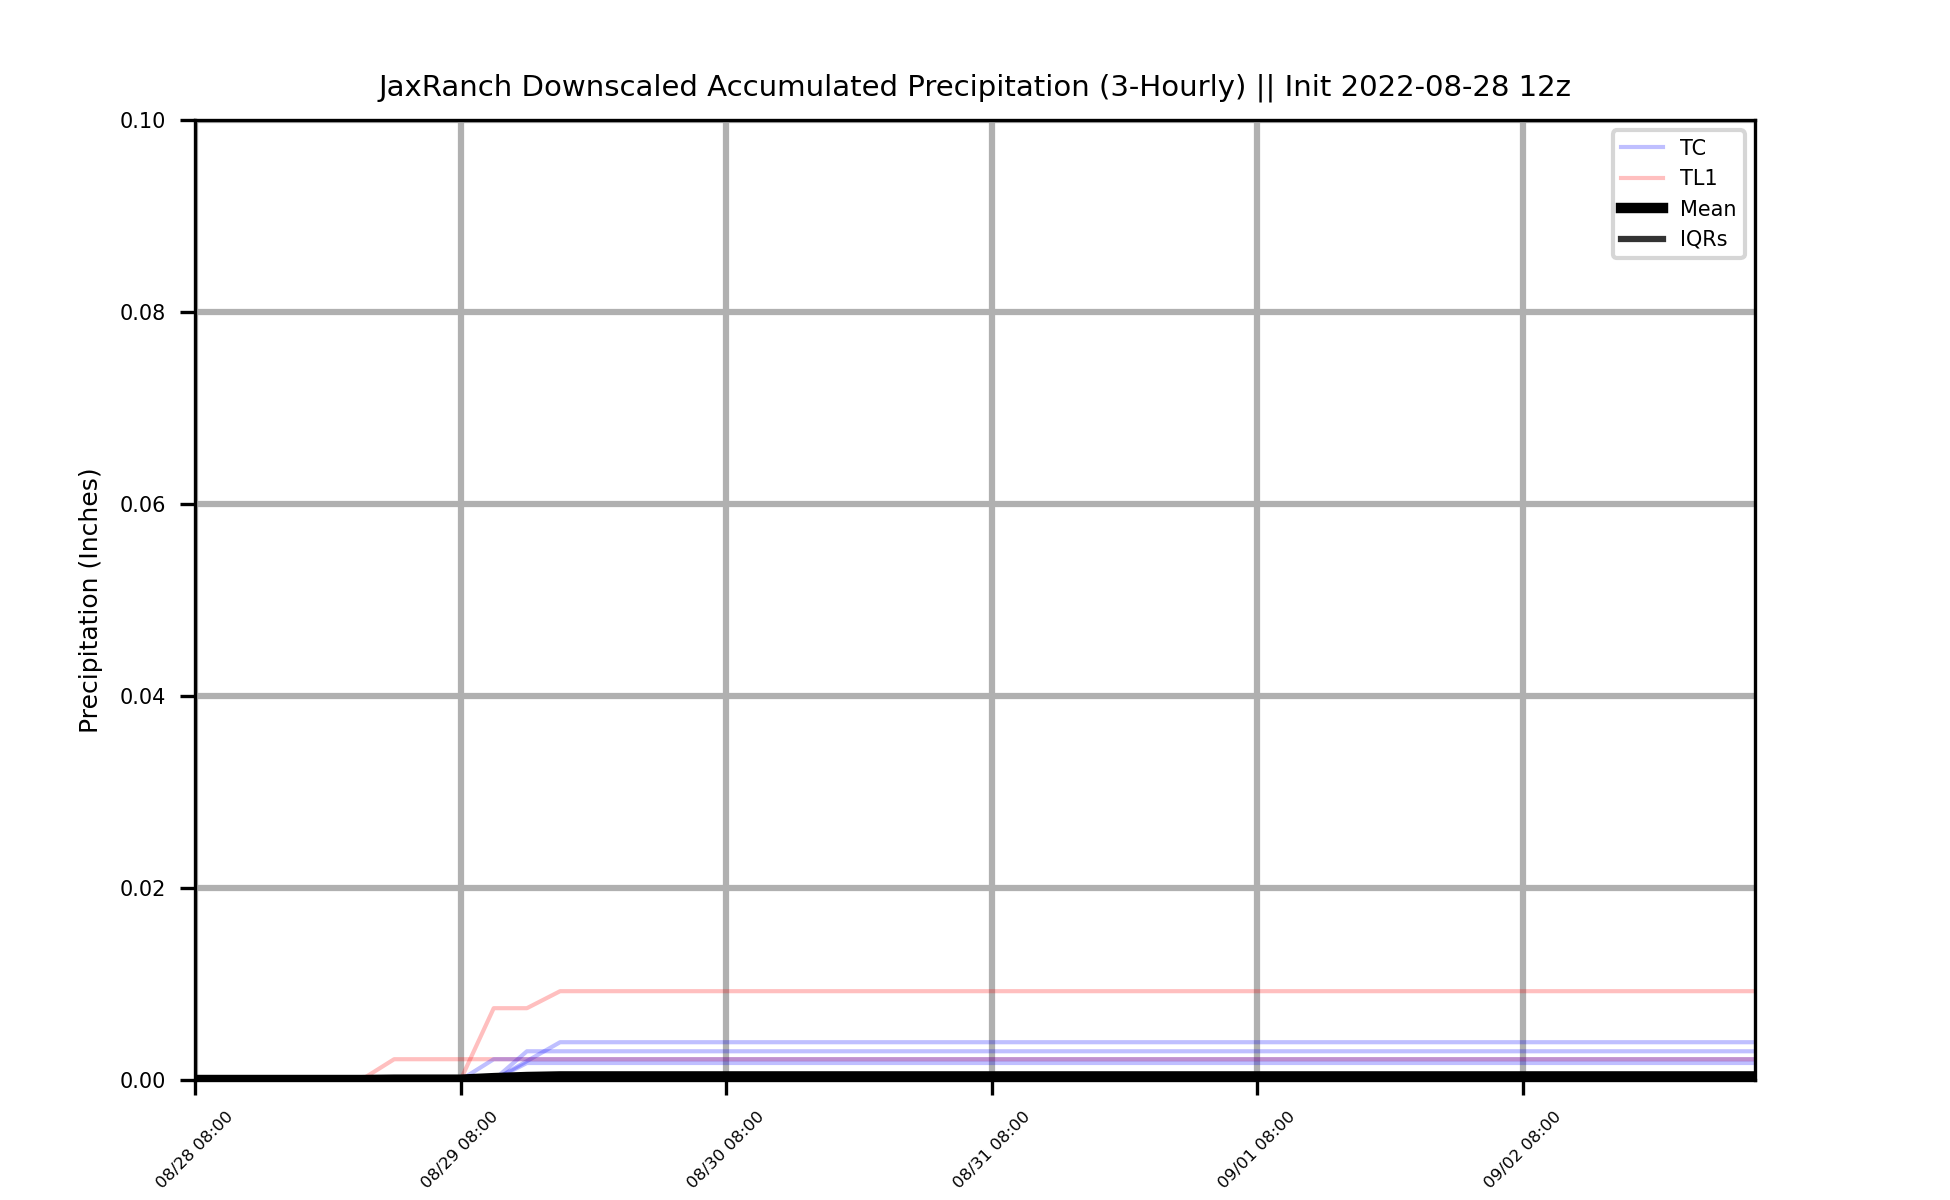 JaxRanch Downscaled Accumulated Precipitation (3-Hourly) || Init 2022-08-28 12z
TC
TL1
Mean
IQRs
Precipitation (Inches)
0.10
0.08
0.06
0.04
0.02
0.00
08/28 08:00
08/29 08:00
08/30 08:00
08/31 08:00
09/01 08:00
09/02 08:00